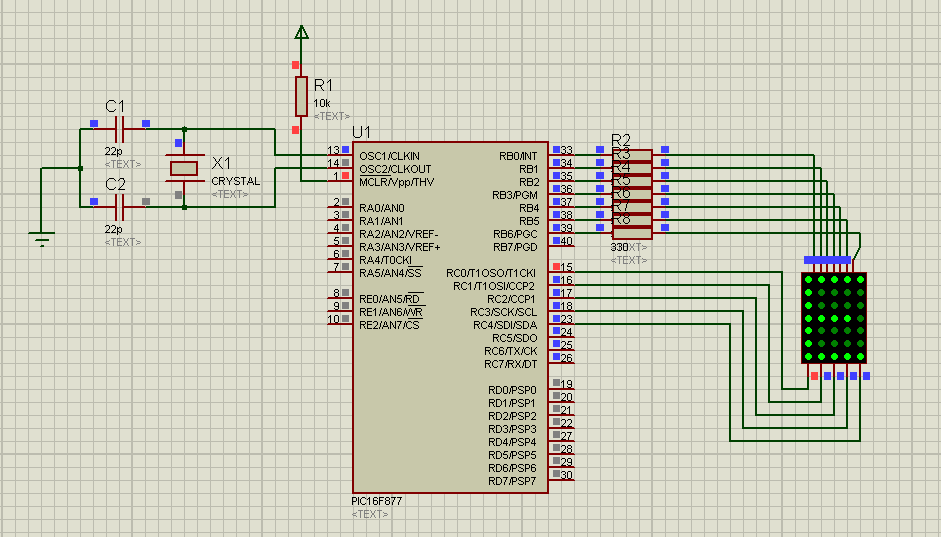 C1
22p
<TEXT>
C2
22p
<TEXT>
X1
CRYSTAL
<TEXT>
R1
10k
<TEXT>
U1
13 OSC1/CLKIN
14 OSC2/CLKOUT
1 MCLR/Vpp/THV
2 RA0/AN0
3 RA1/AN1
4 RA2/AN2/VREF-
5 RA3/AN3/VREF+
6 RA4/T0CKI
7 RA5/AN4/SS
8 RE0/AN5/RD
9 RE1/AN6/WR
10 RE2/AN7/CS
RB0/INT 33
RB1 34
RB2 35
RB3/PGM 36
RB4 37
RB5 38
RB6/PGC 39
RB7/PGD 40
RC0/T1OSO/T1CKI 15
RC1/T1OSI/CCP2 16
RC2/CCP1 17
RC3/SCK/SCL 18
RC4/SDI/SDA 23
RC5/SDO 24
RC6/TX/CK 25
RC7/RX/DT 26
RD0/PSP0 19
RD1/PSP1 20
RD2/PSP2 21
RD3/PSP3 22
RD4/PSP4 27
RD5/PSP5 28
RD6/PSP6 29
RD7/PSP7 30
PIC16F877
<TEXT>
R2
R3
R4
R5
R6
R7
R8
330
<TEXT>